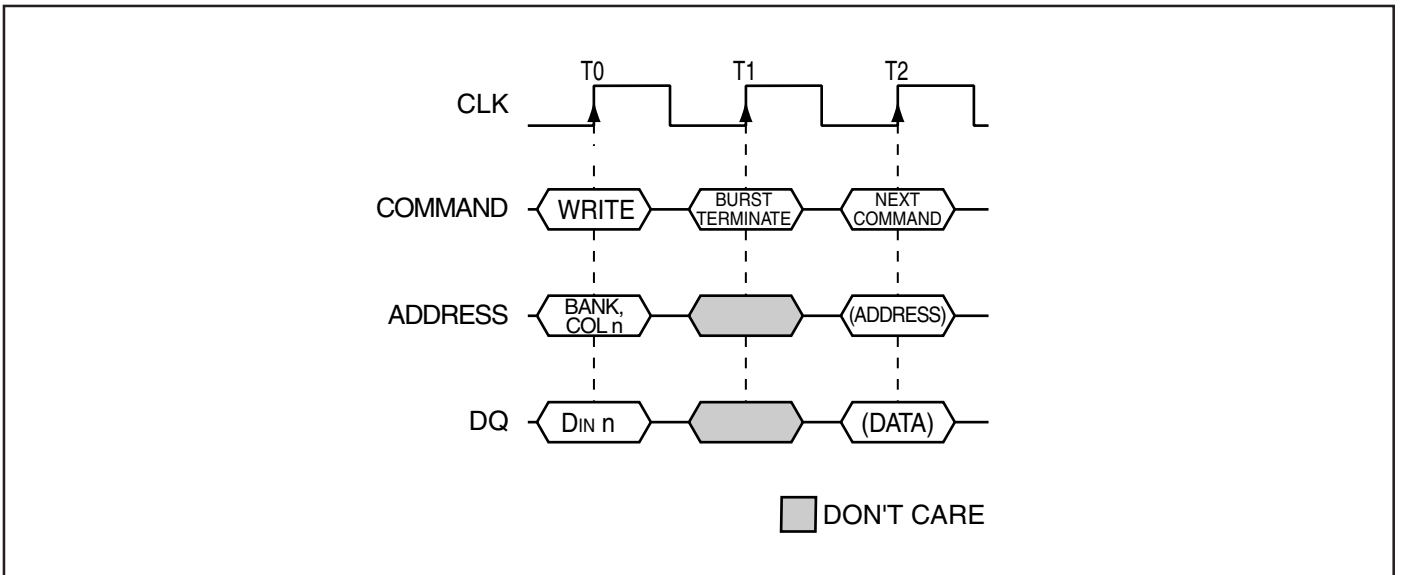 T0 T1 T2
CLK
COMMAND WRITE BURST TERMINATE NEXT COMMAND
ADDRESS BANK, COL n (ADDRESS)
DQ DIN n (DATA)
DON'T CARE